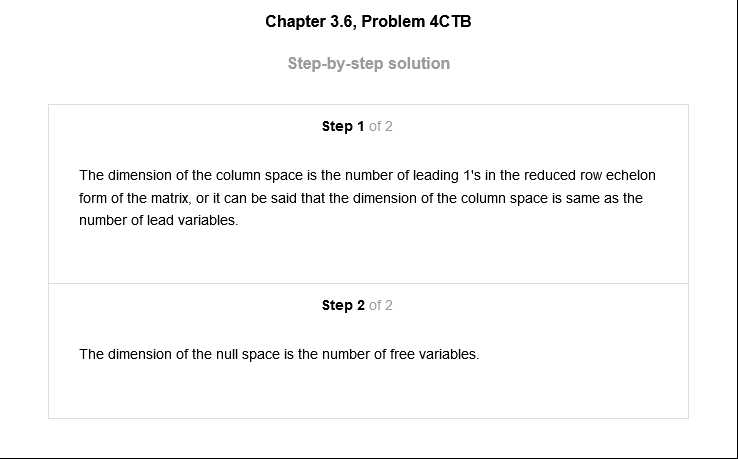 Chapter 3.6, Problem 4CTB
Step-by-step solution
Step 1 of 2
The dimension of the column space is the number of leading 1's in the reduced row echelon
form of the matrix, or it can be said that the dimension of the column space is same as the
number of lead variables.
Step 2 of 2
The dimension of the null space is the number of free variables.